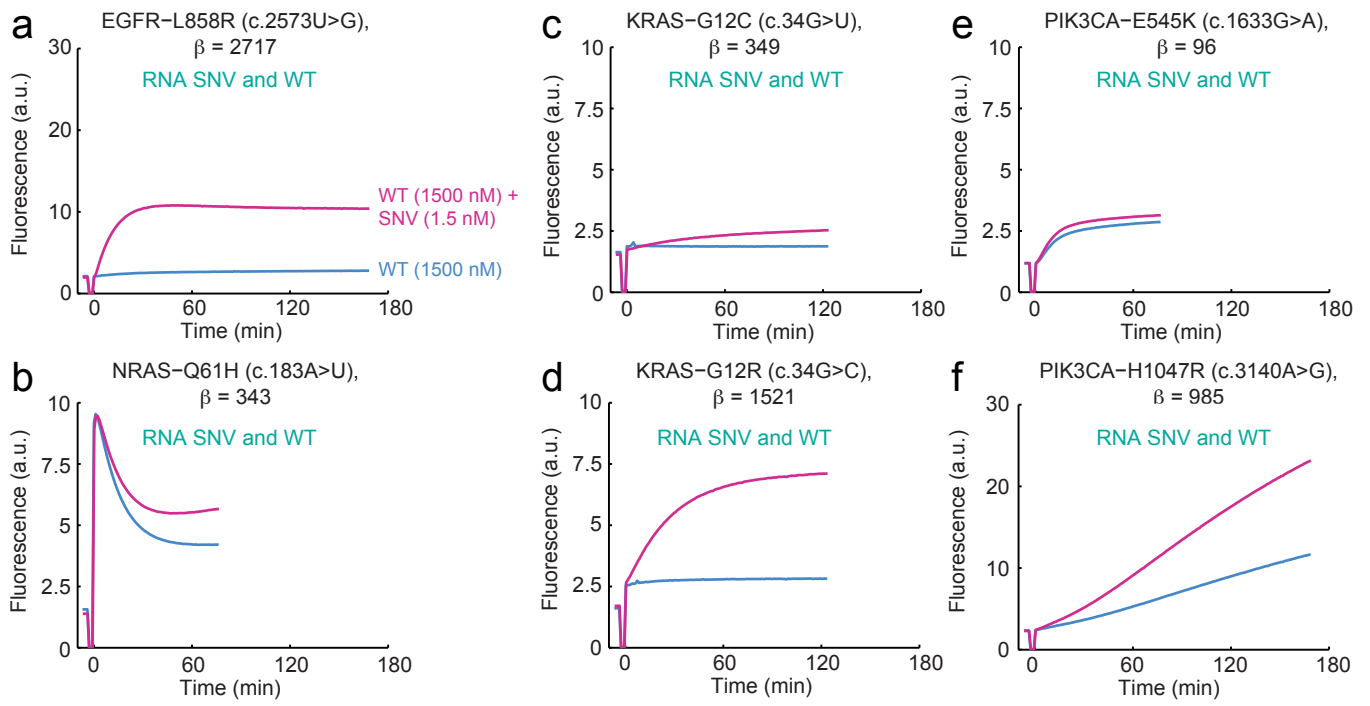 a
EGFR−L858R (c.2573U>G),
β = 2717
RNA SNV and WT
30
20
10
0
Fluorescence (a.u.)
WT (1500 nM) +
SNV (1.5 nM)
WT (1500 nM)
0 60 120 180
Time (min)
b
NRAS−Q61H (c.183A>U),
β = 343
RNA SNV and WT
10
7.5
5
2.5
0
Fluorescence (a.u.)
0 60 120 180
Time (min)
c
KRAS-G12C (c.34G>U),
β = 349
RNA SNV and WT
10
7.5
5
2.5
0
Fluorescence (a.u.)
0 60 120 180
Time (min)
d
KRAS−G12R (c.34G>C),
β = 1521
RNA SNV and WT
10
7.5
5
2.5
0
Fluorescence (a.u.)
0 60 120 180
Time (min)
e
PIK3CA−E545K (c.1633G>A),
β = 96
RNA SNV and WT
10
7.5
5
2.5
0
Fluorescence (a.u.)
0 60 120 180
Time (min)
f
PIK3CA−H1047R (c.3140A>G),
β = 985
RNA SNV and WT
30
20
10
0
Fluorescence (a.u.)
0 60 120 180
Time (min)